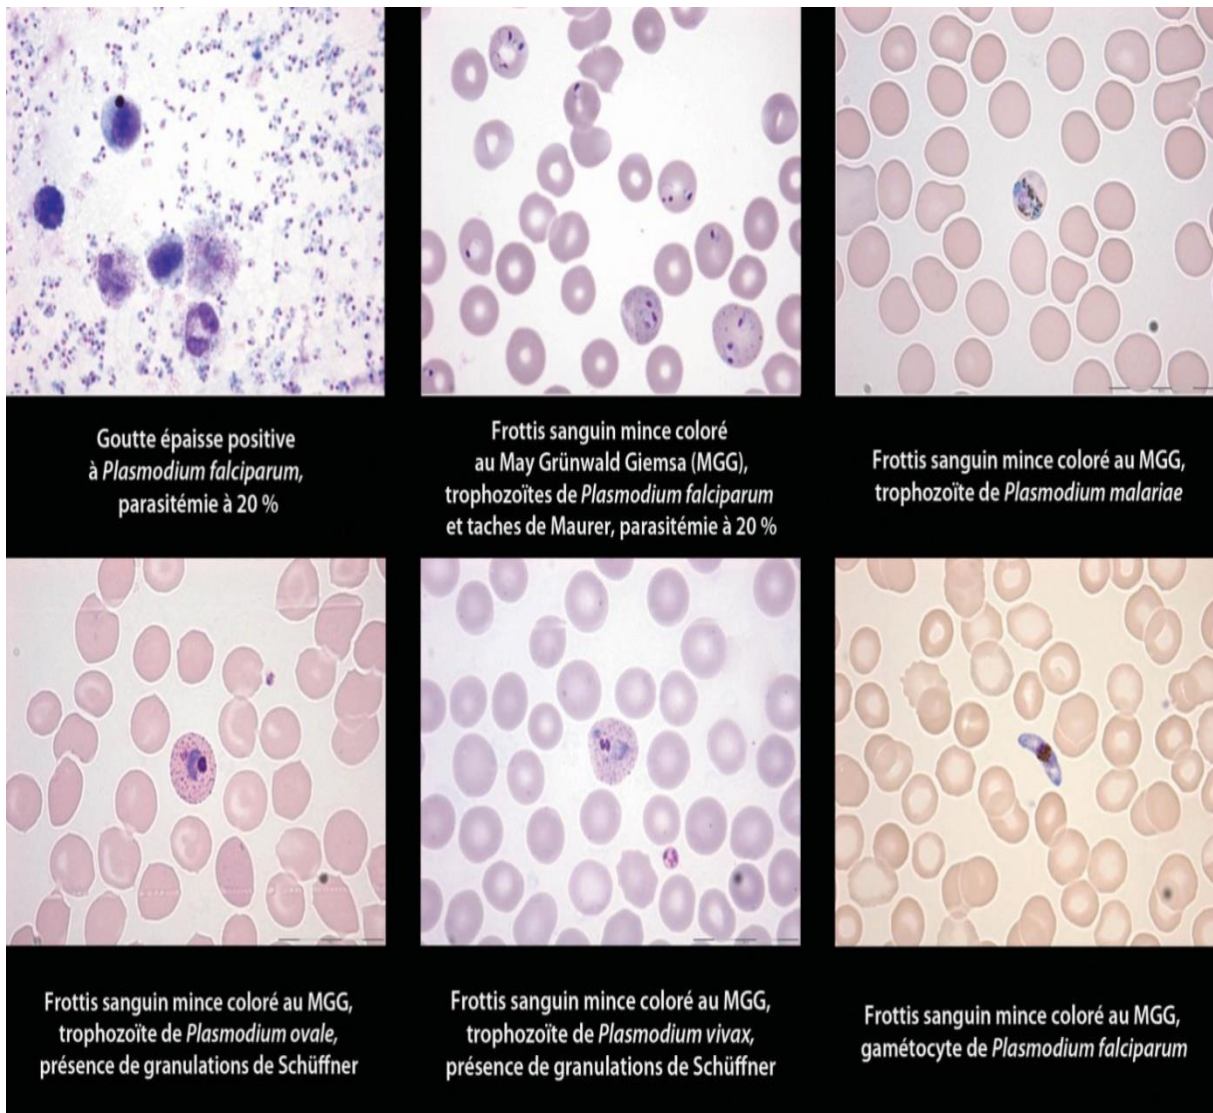 Goutte épaisse positive
à Plasmodium falciparum,
parasitémie à 20 %
Frottis sanguin mince coloré
au May Grünwald Giemsa (MGG),
trophozoïtes de Plasmodium falciparum
et taches de Maurer, parasitémie à 20 %
Frottis sanguin mince coloré au MGG,
trophozoïte de Plasmodium malariae
Frottis sanguin mince coloré au MGG,
trophozoïte de Plasmodium ovale,
présence de granulations de Schüffner
Frottis sanguin mince coloré au MGG,
trophozoïte de Plasmodium vivax,
présence de granulations de Schüffner
Frottis sanguin mince coloré au MGG,
gamétocyte de Plasmodium falciparum